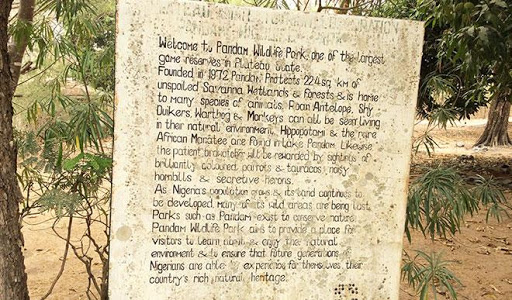 Welcome to Pandam Wildlife Park, one of the largest
game reserves in Plateau State.
Founded in 1972 Pandam Protects 224 sq km of
unspoiled Savanna, Wetlands & Forests & is home
to many species of animals, Roan Antelope, Shy
Duikers, Warthog & Monkeys can all be seen living
in their natural environment. Hippopotami & the rare
African Manatee are found in Lake Pandam. Likewise
the patient birdwatcher will be rewarded by sightings of
brilliantly coloured parrots & tauracos, noisy
hornbills & secretive herons.
As Nigeria's population grows & its land continues to
be developed many of its wild areas are being lost.
Parks such as Pandam exist to conserve nature.
Pandam Wildlife Park aims to provide a place for
visitors to learn about & enjoy the natural
environment & to ensure that future generations of
Nigerians are able to experience for themselves their
country's rich natural heritage.